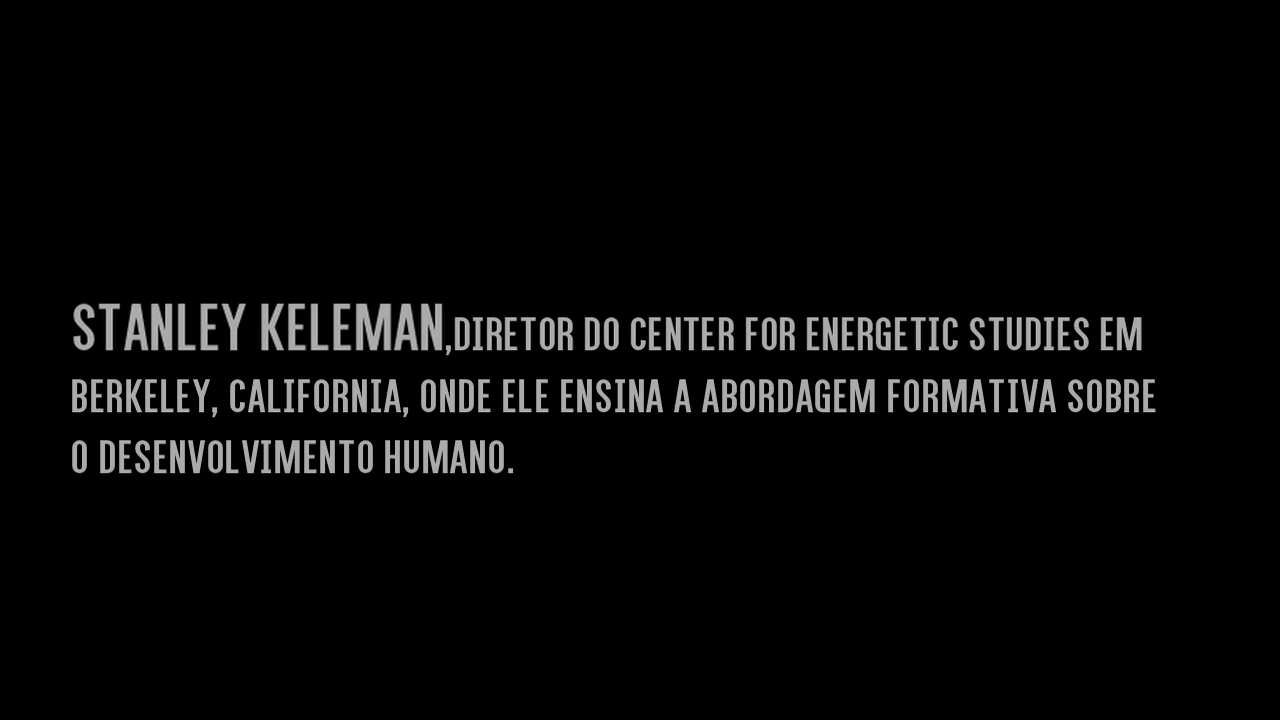 STANLEY KELEMAN,DIRETOR DO CENTER FOR ENERGETIC STUDIES EM
BERKELEY, CALIFORNIA, ONDE ELE ENSINA A ABORDAGEM FORMATIVA SOBRE
O DESENVOLVIMENTO HUMANO.